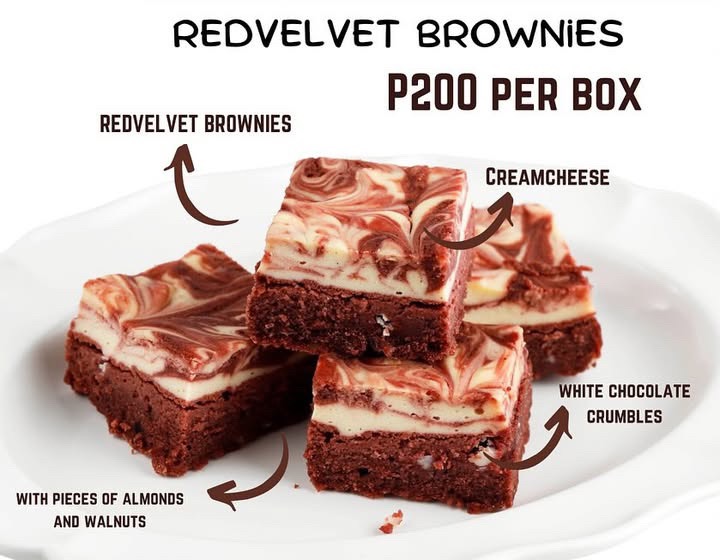 REDVELVET BROWNIES
P200 PER BOX
REDVELVET BROWNIES
CREAMCHEESE
WHITE CHOCOLATE
CRUMBLES
WITH PIECES OF ALMONDS
AND WALNUTS